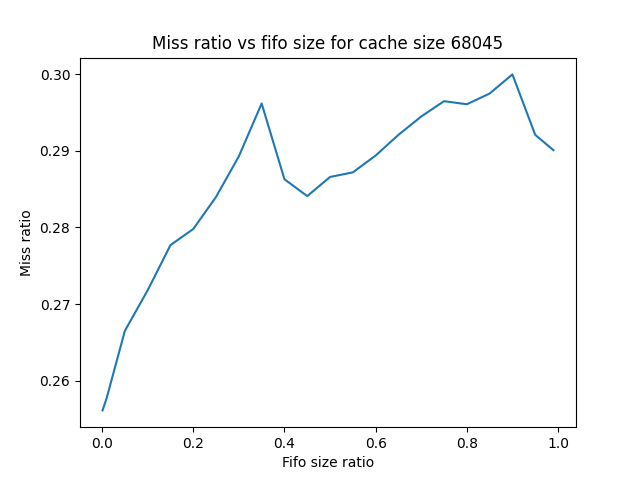 Miss ratio vs fifo size for cache size 68045
0.30
0.29
0.28
0.27
0.26
Miss ratio
0.0 0.2 0.4 0.6 0.8 1.0
Fifo size ratio